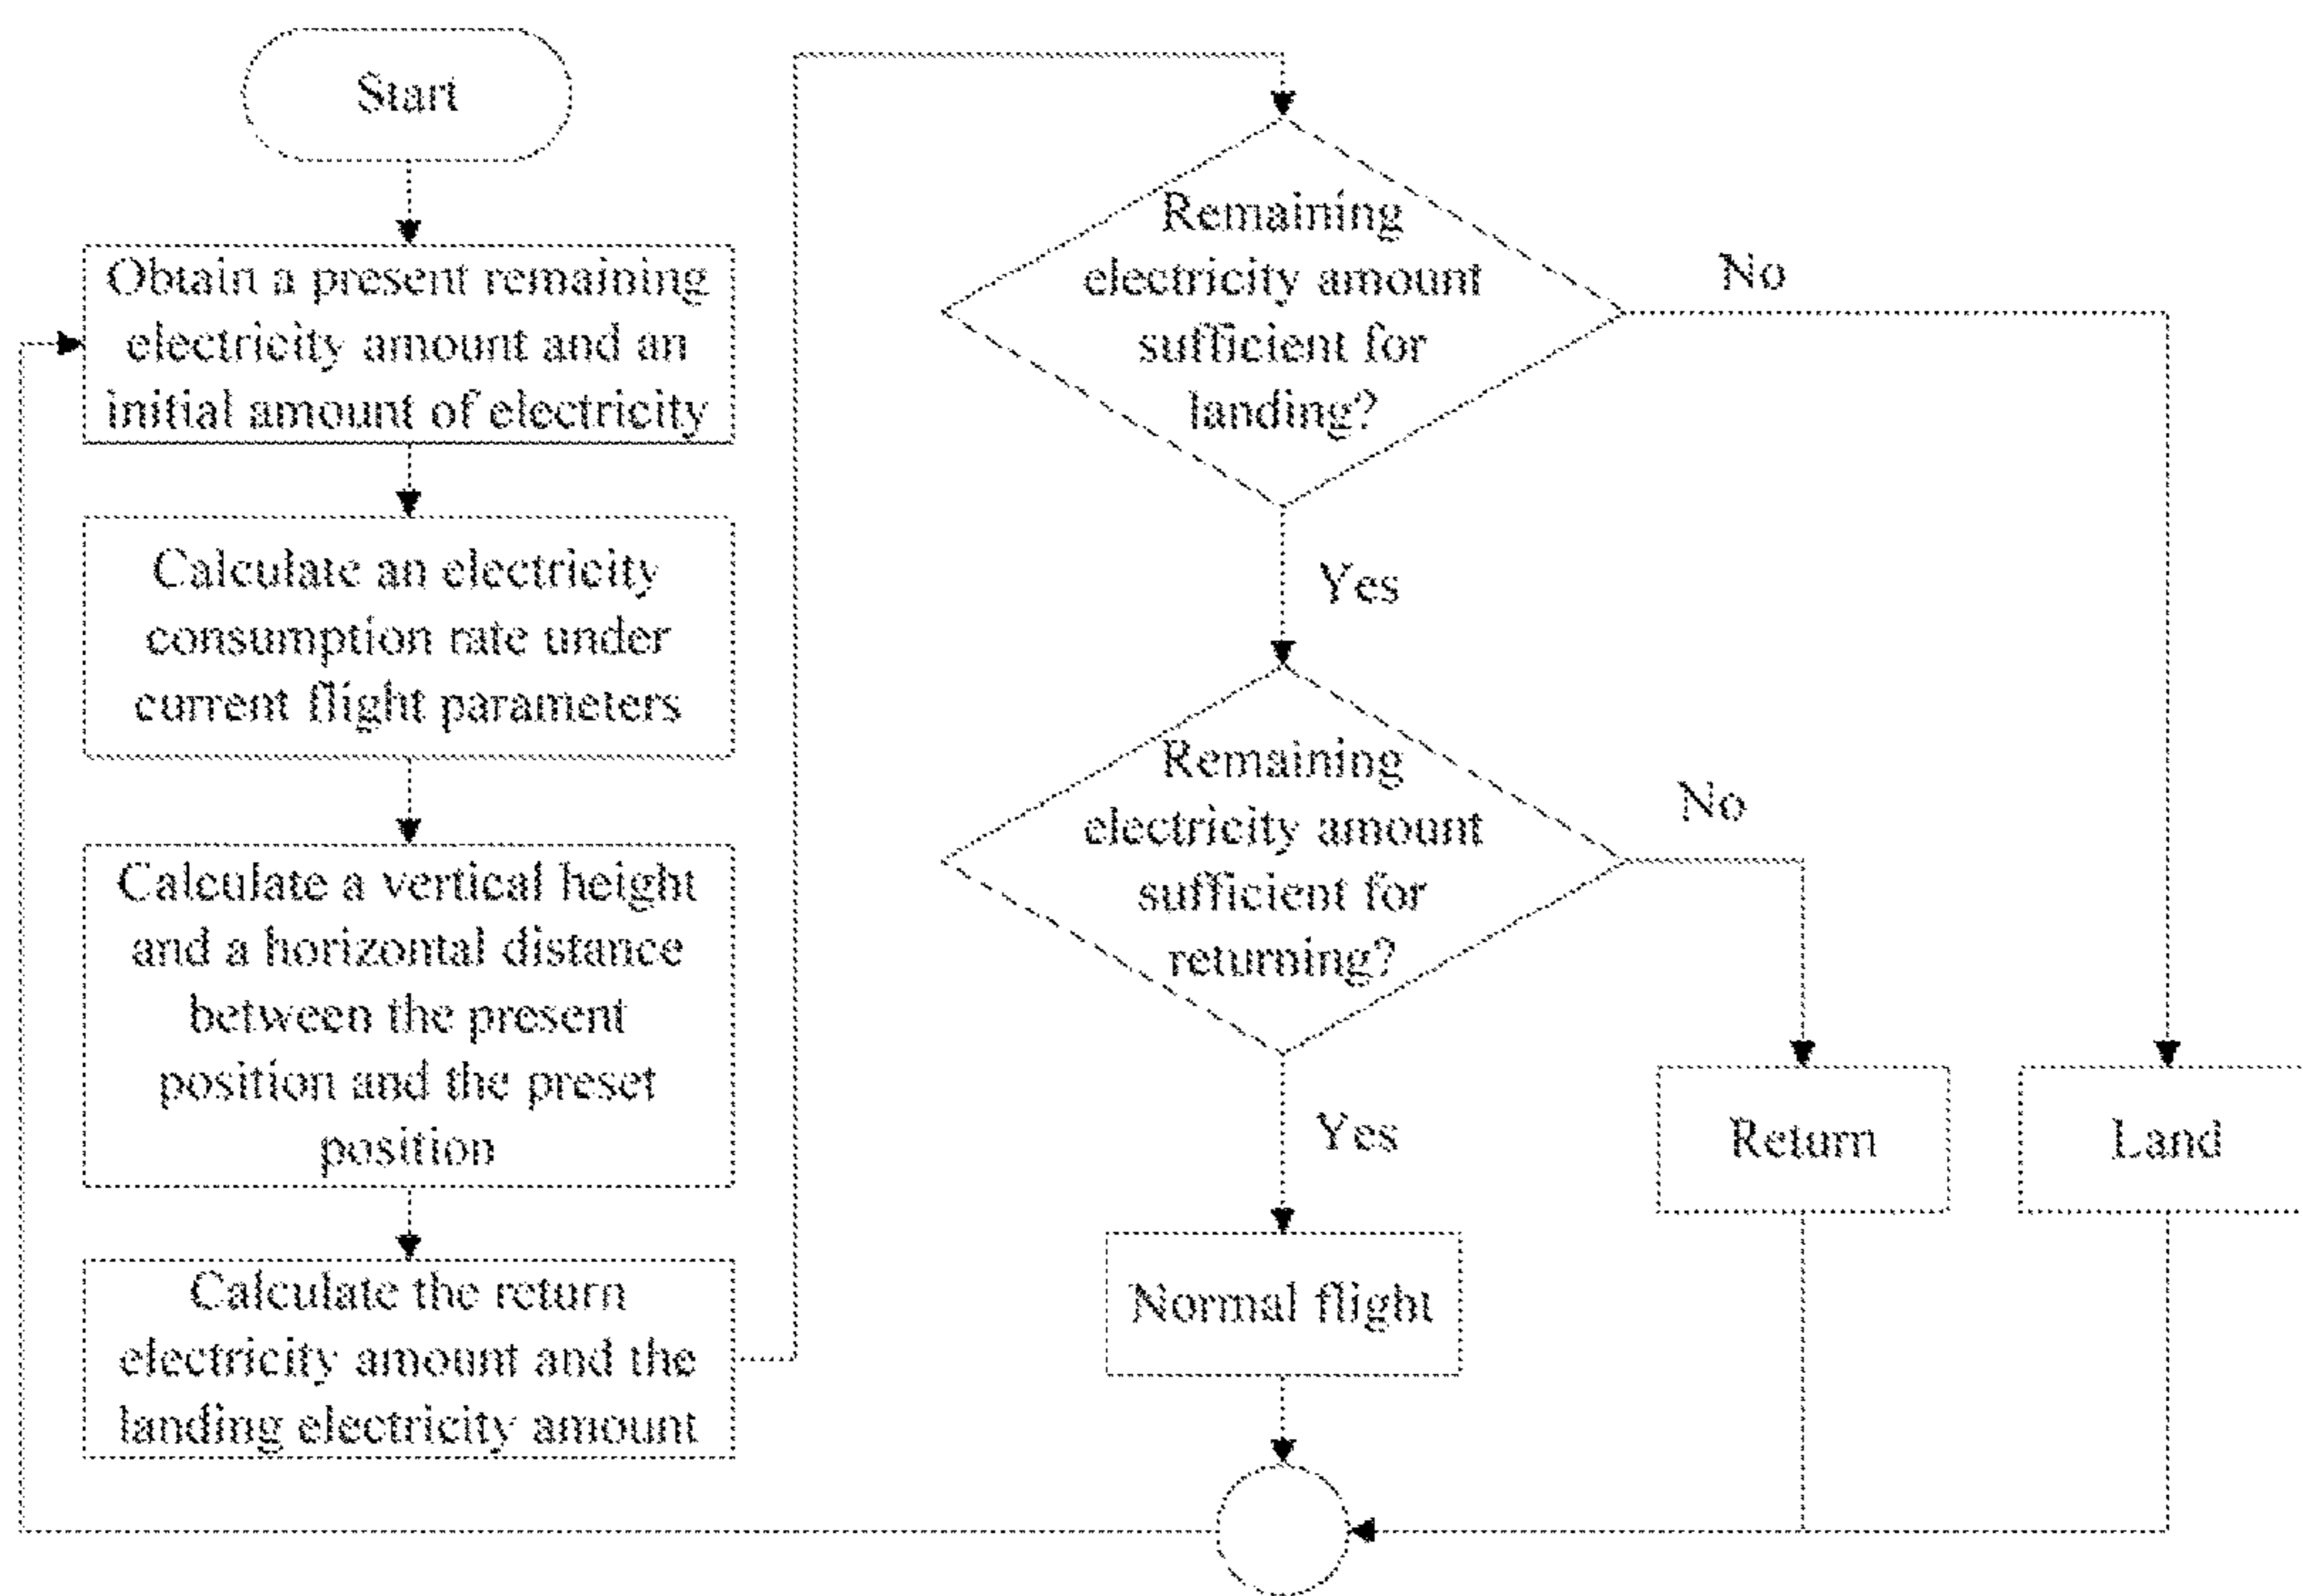 Start
Obtain a present remaining
electricity amount and an
initial amount of electricity
Calculate an electricity
consumption rate under
current flight parameters
Calculate a vertical height
and a horizontal distance
between the present
position and the preset
position
Calculate the return
electricity amount and the
landing electricity amount
Remaining
electricity amount
sufficient for
landing?
No
Yes
Remaining
electricity amount
sufficient for
returning?
No
Yes
Return
Land
Normal flight